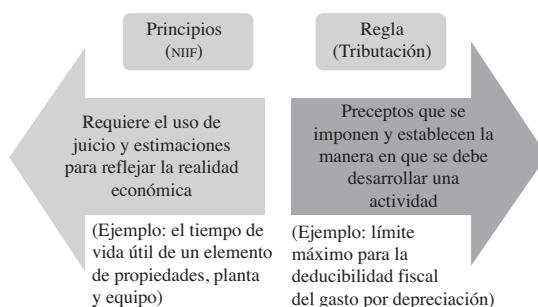 Principios
(NIIF)
Requiere el uso de
juicio y estimaciones
para reflejar la realidad
económica
(Ejemplo: el tiempo de
vida útil de un elemento
de propiedades, planta
y equipo)
Regla
(Tributación)
Preceptos que se
imponen y establecen la
manera en que se debe
desarrollar una
actividad
(Ejemplo: límite
máximo para la
deducibilidad fiscal
del gasto por depreciación)